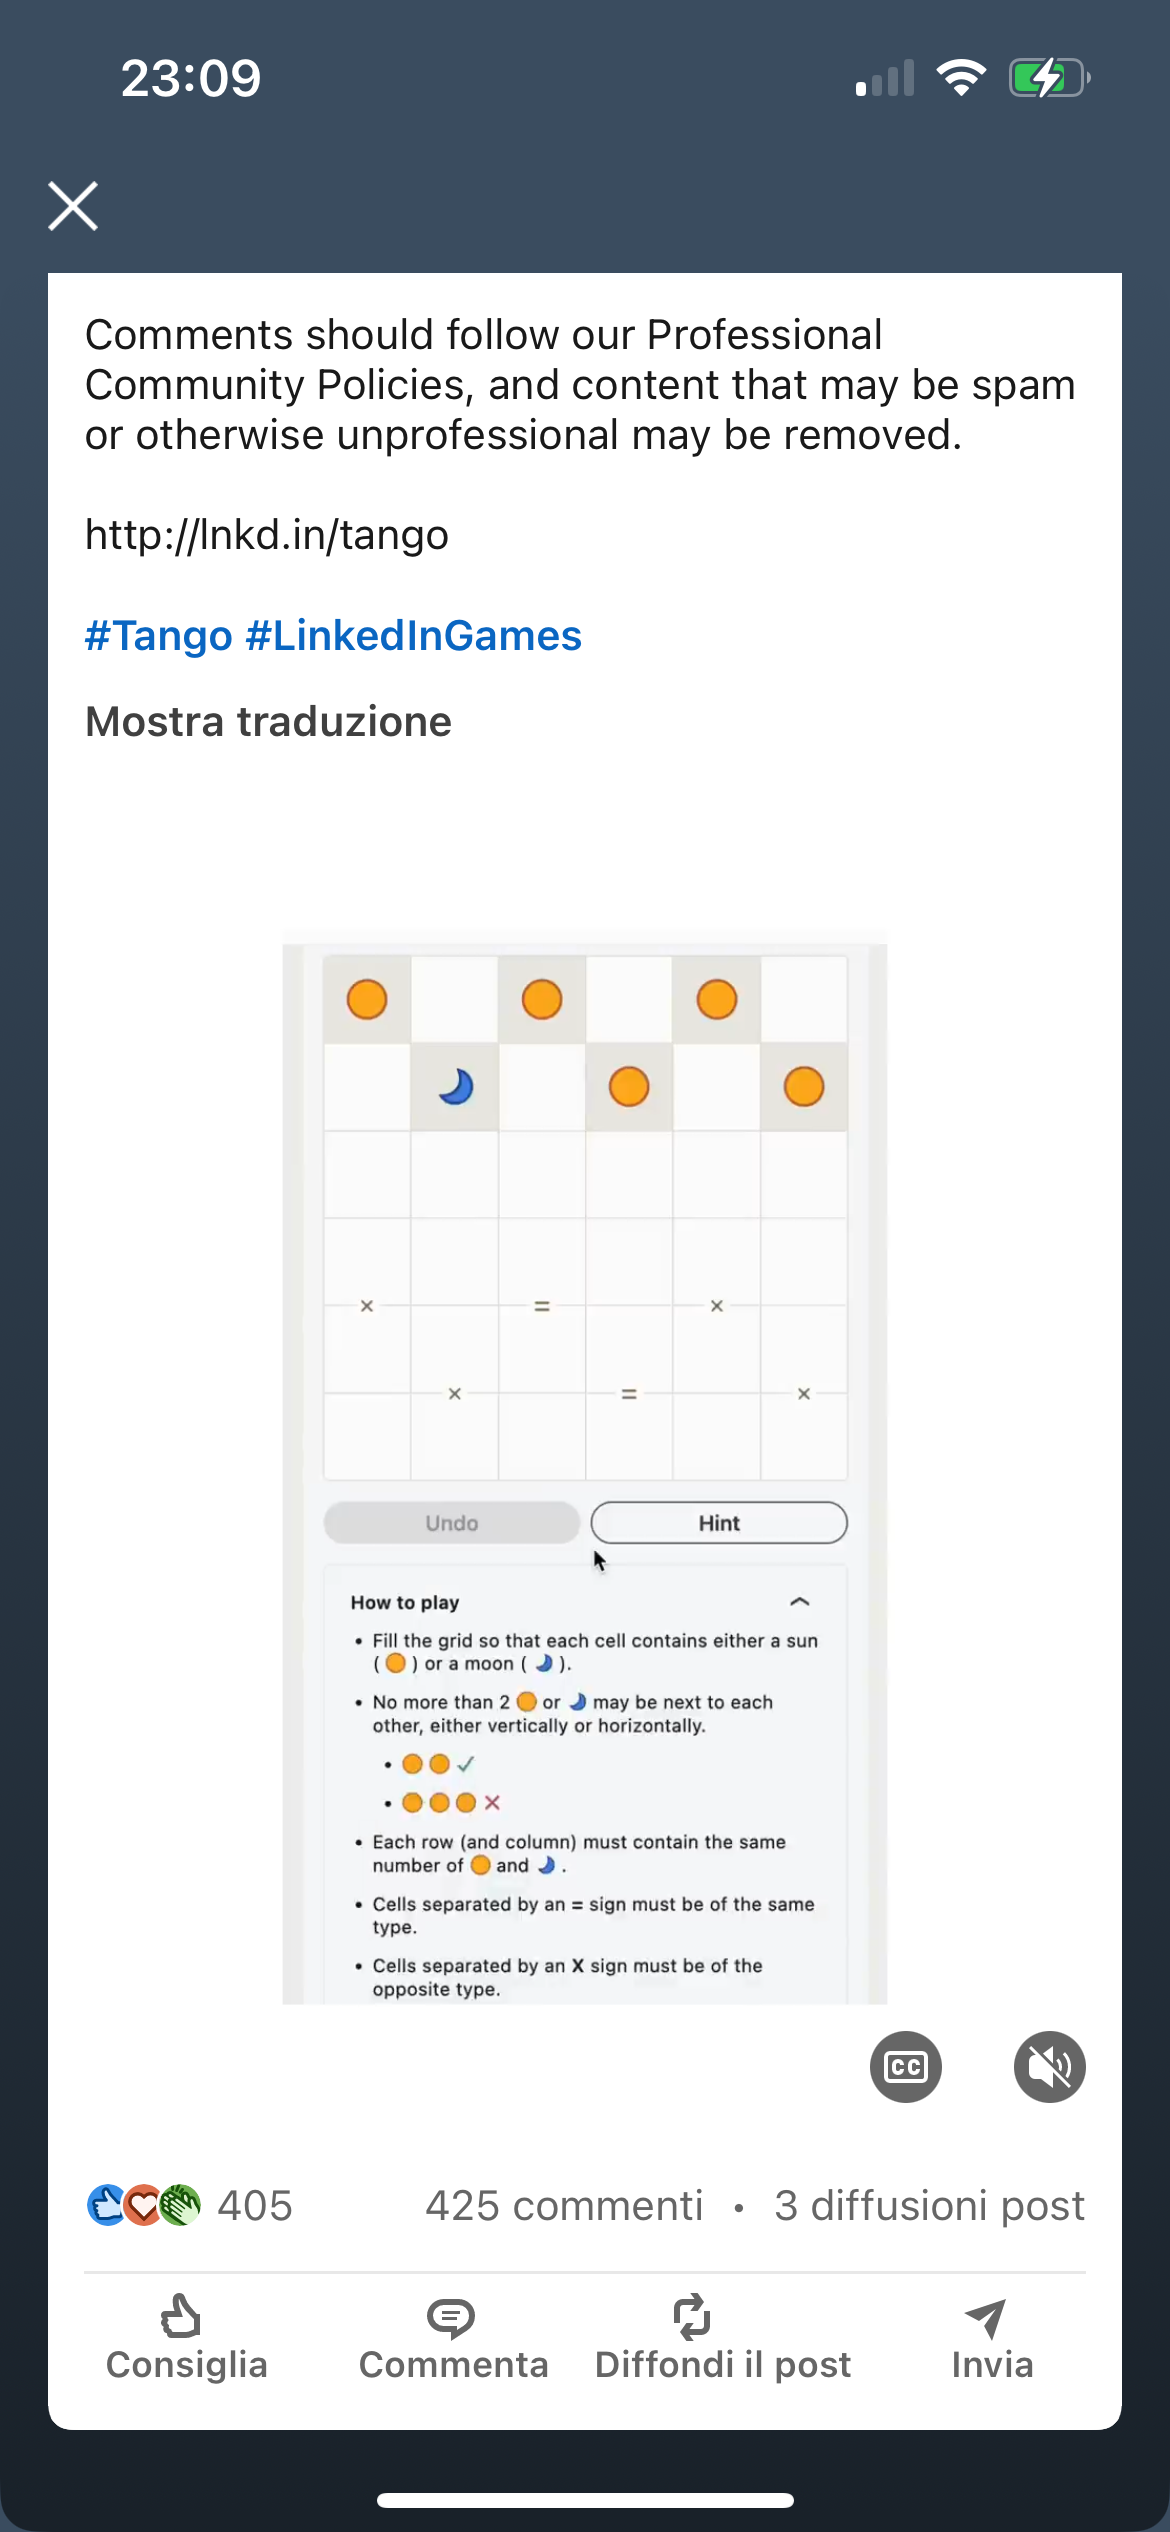 23:09
Comments should follow our Professional
Community Policies, and content that may be spam
or otherwise unprofessional may be removed.
http://lnkd.in/tango
#Tango #LinkedInGames
Mostra traduzione
× = ×
× = ×
Undo Hint
How to play
• Fill the grid so that each cell contains either a sun
( ) or a moon ( ).
• No more than 2 or may be next to each
other, either vertically or horizontally.
• Each row (and column) must contain the same
number of and .
• Cells separated by an = sign must be of the same
type.
• Cells separated by an X sign must be of the
opposite type.
CC
405 425 commenti • 3 diffusioni post
Consiglia Commenta Diffondi il post Invia